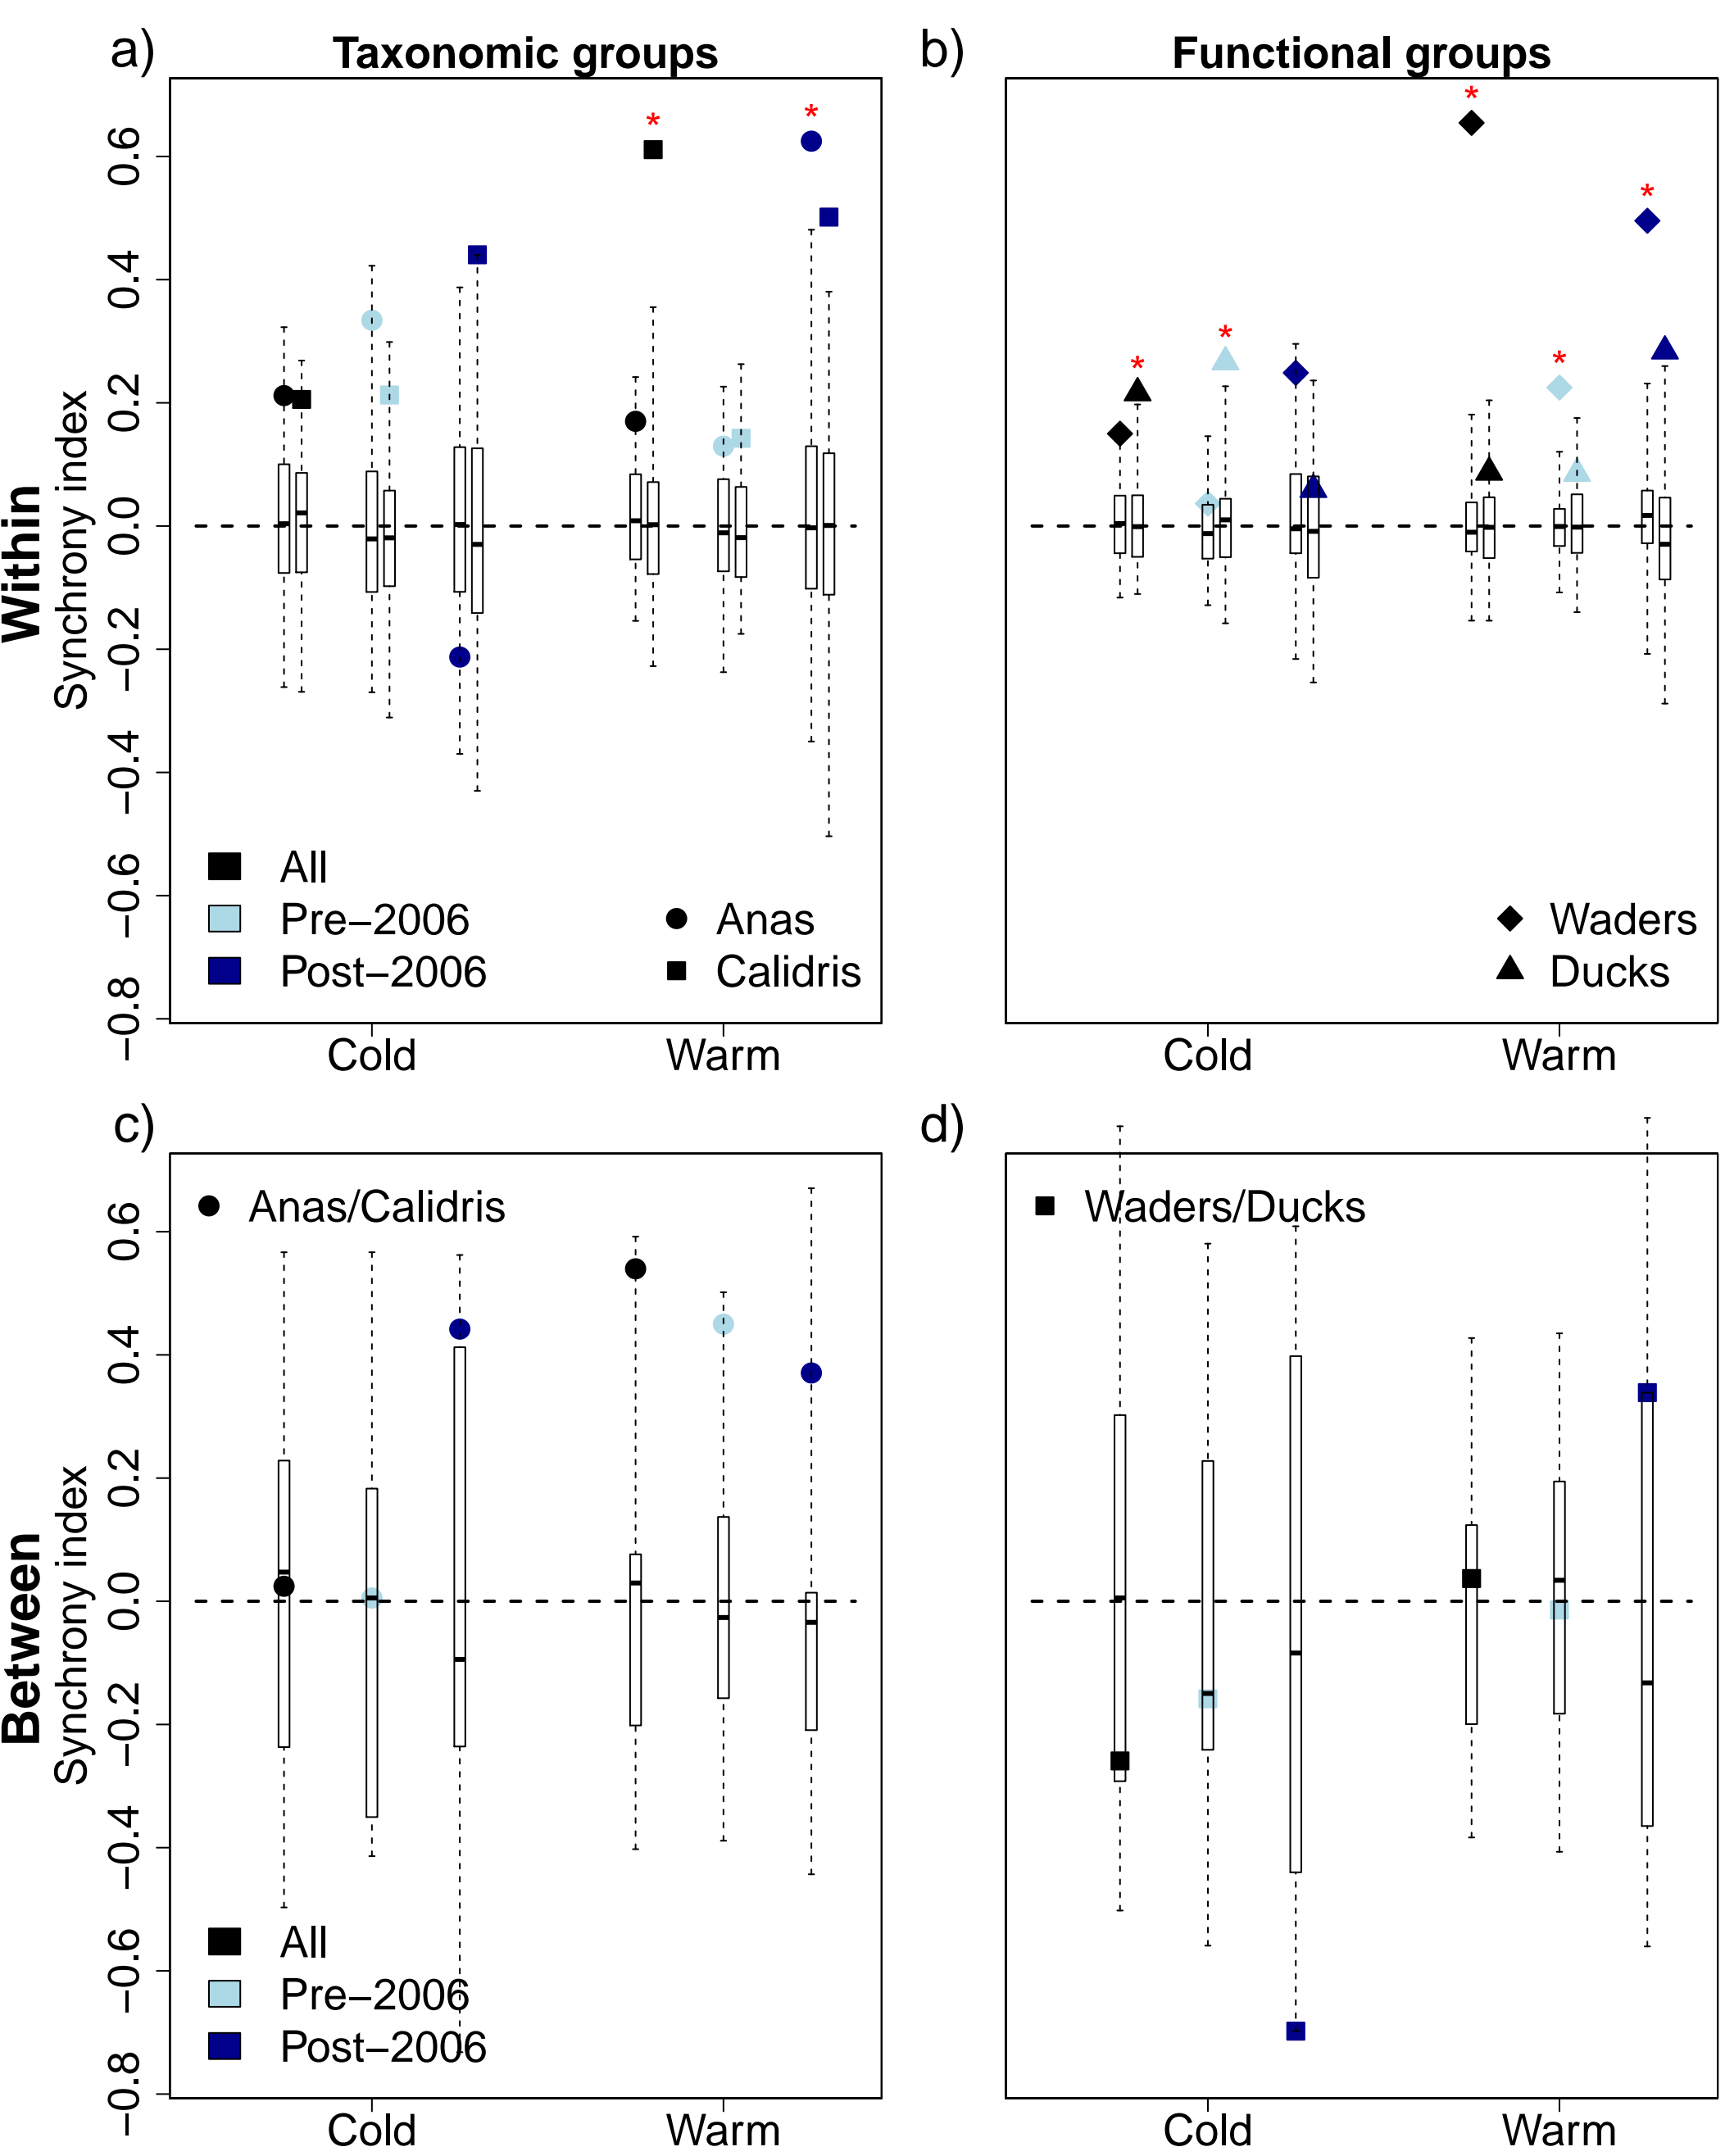 a)
Taxonomic groups
b)
Functional groups
Within
Synchrony index
0.6
0.4
0.2
0.0
−0.2
−0.4
−0.6
−0.8
*
*
*
*
*
*
*
All
Pre−2006
Post−2006
Anas
Calidris
Waders
Ducks
Cold
Warm
Cold
Warm
c)
d)
Between
Synchrony index
0.6
0.4
0.2
0.0
−0.2
−0.4
−0.6
−0.8
Anas/Calidris
Waders/Ducks
All
Pre−2006
Post−2006
Cold
Warm
Cold
Warm